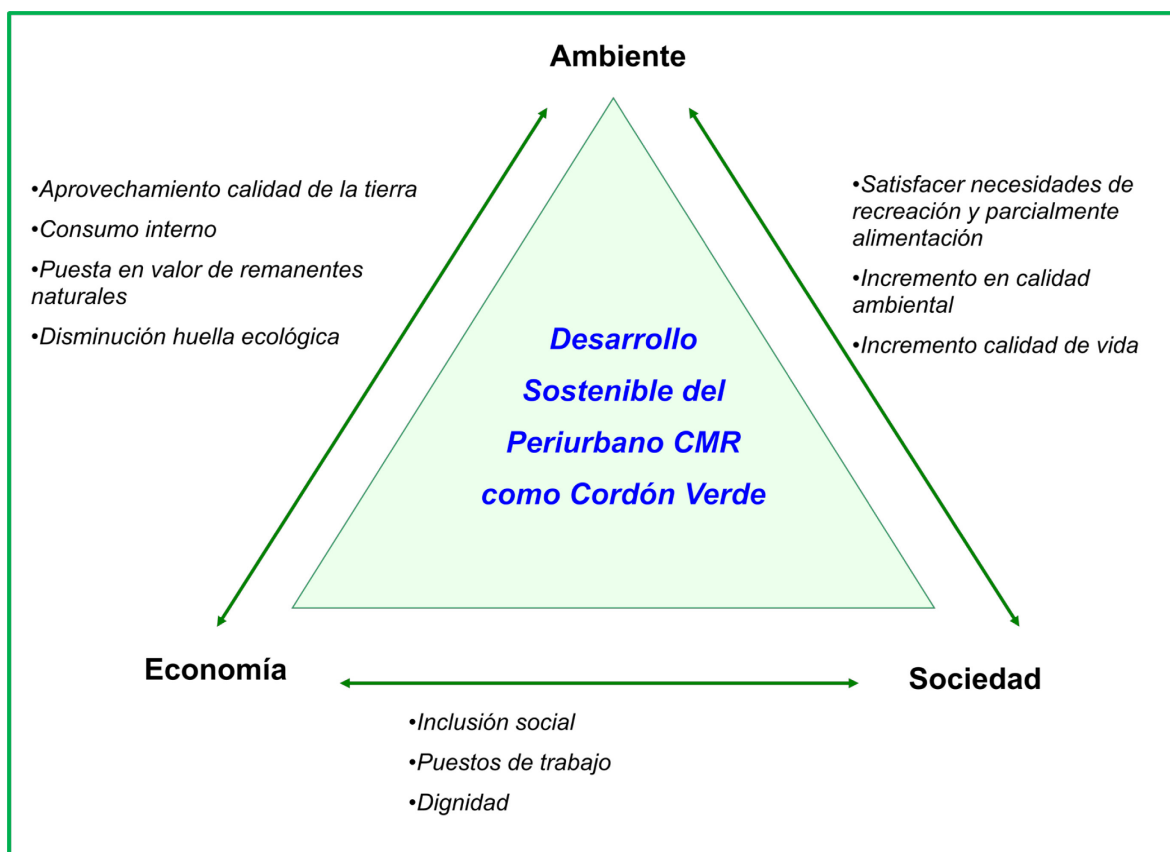 Ambiente
•Aprovechamiento calidad de la tierra
•Consumo interno
•Puesta en valor de remanentes
naturales
•Disminución huella ecológica
•Satisfacer necesidades de
recreación y parcialmente
alimentación
•Incremento en calidad
ambiental
•Incremento calidad de vida
Desarrollo
Sostenible del
Periurbano CMR
como Cordón Verde
Economía
Sociedad
•Inclusión social
•Puestos de trabajo
•Dignidad